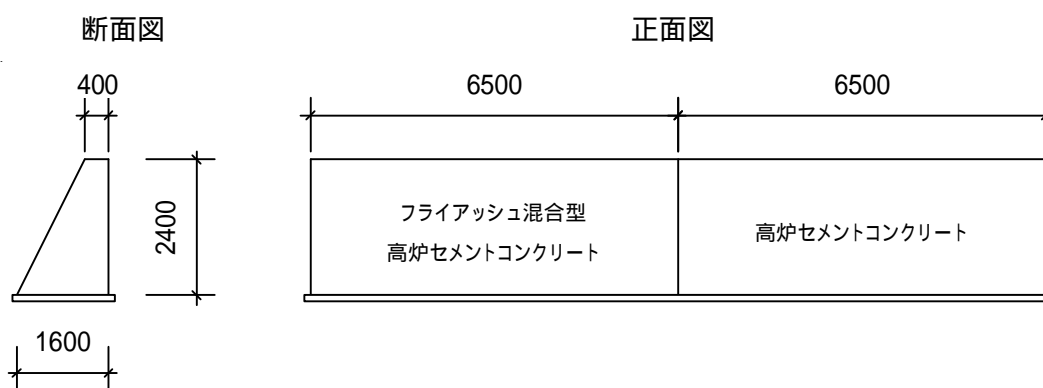 断面図
正面図
400
6500
6500
2400
フライアッシュ混合型
高炉セメントコンクリート
高炉セメントコンクリート
1600